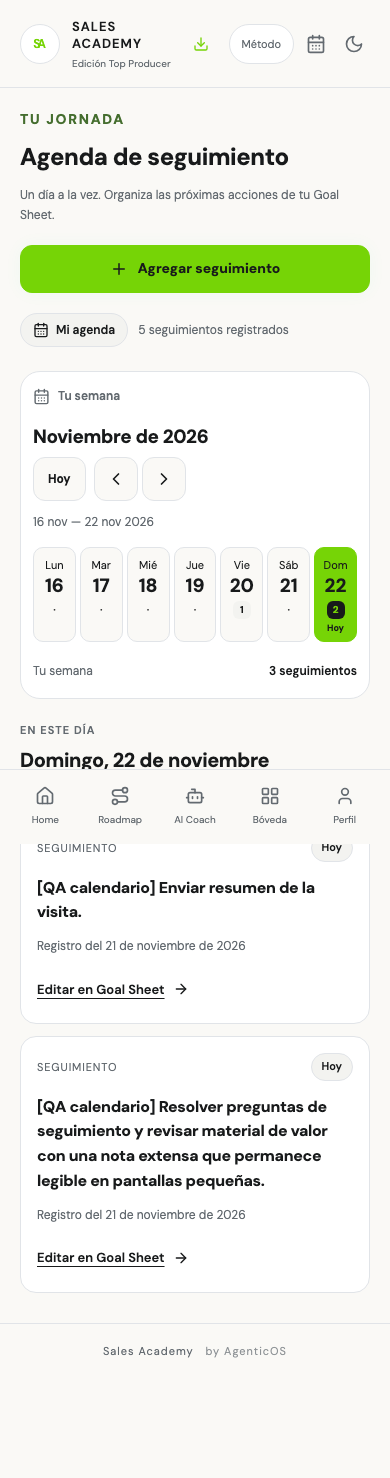 SA
SALES
ACADEMY
Edición Top Producer
Método
TU JORNADA
Agenda de seguimiento
Un día a la vez. Organiza las próximas acciones de tu Goal
Sheet.
Agregar seguimiento
Mi agenda
5 seguimientos registrados
Tu semana
Noviembre de 2026
Hoy
16 nov — 22 nov 2026
Lun Mar Mié Jue Vie Sáb Dom
16 17 18 19 20 21 22
· · · · 1 · 2
Hoy
Tu semana
3 seguimientos
EN ESTE DÍA
Domingo, 22 de noviembre
Home Roadmap AI Coach Bóveda Perfil
SEGUIMIENTO
Hoy
[QA calendario] Enviar resumen de la
visita.
Registro del 21 de noviembre de 2026
Editar en Goal Sheet
SEGUIMIENTO
Hoy
[QA calendario] Resolver preguntas de
seguimiento y revisar material de valor
con una nota extensa que permanece
legible en pantallas pequeñas.
Registro del 21 de noviembre de 2026
Editar en Goal Sheet
Sales Academy by AgenticOS